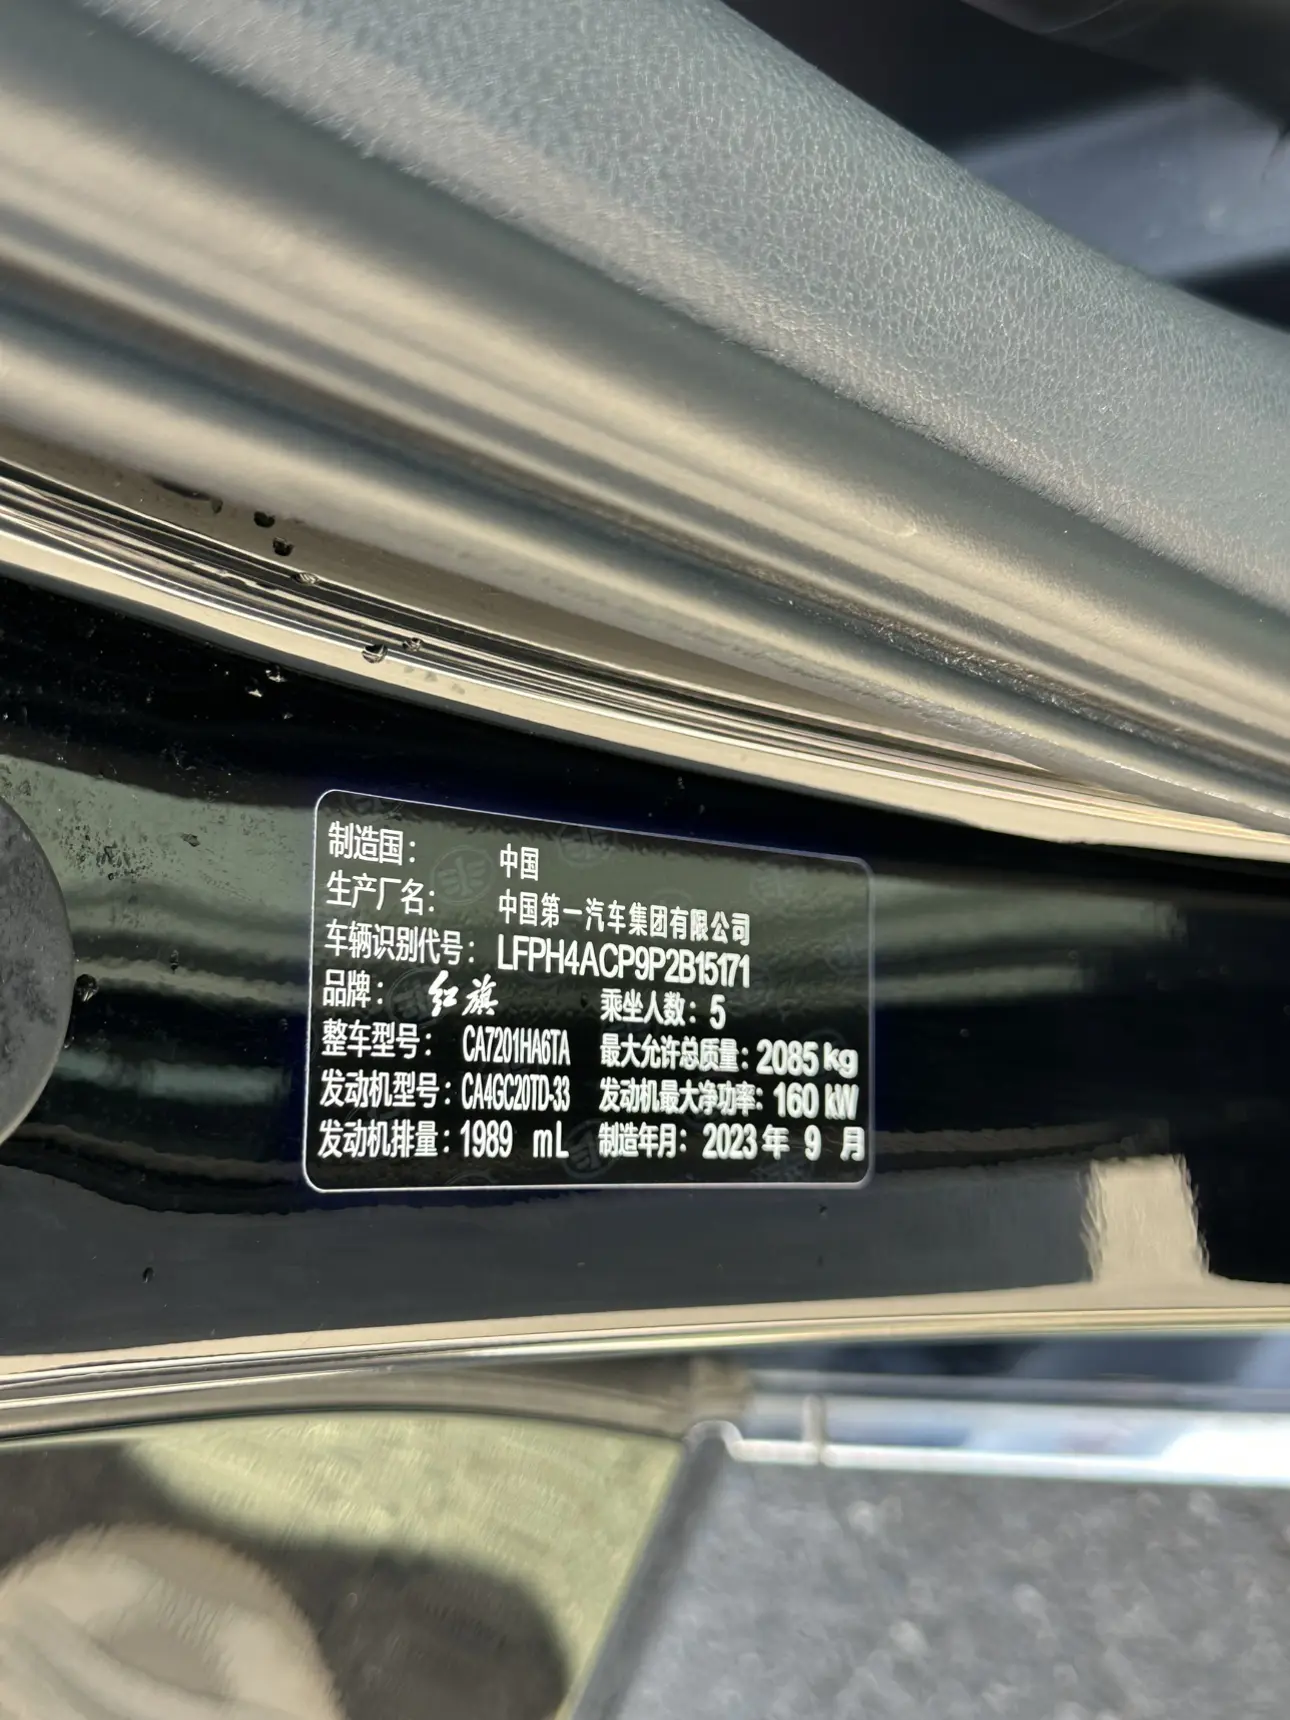 制造国： 中国
生产厂名： 中国第一汽车集团有限公司
车辆识别代号： LFPH4ACP9P2B15171
品牌： 红旗 乘坐人数： 5
整车型号： CA7201HA6TA 最大允许总质量： 2085 kg
发动机型号： CA4GC20TD-33 发动机最大净功率： 160 kW
发动机排量： 1989 mL 制造年月： 2023 年 9 月